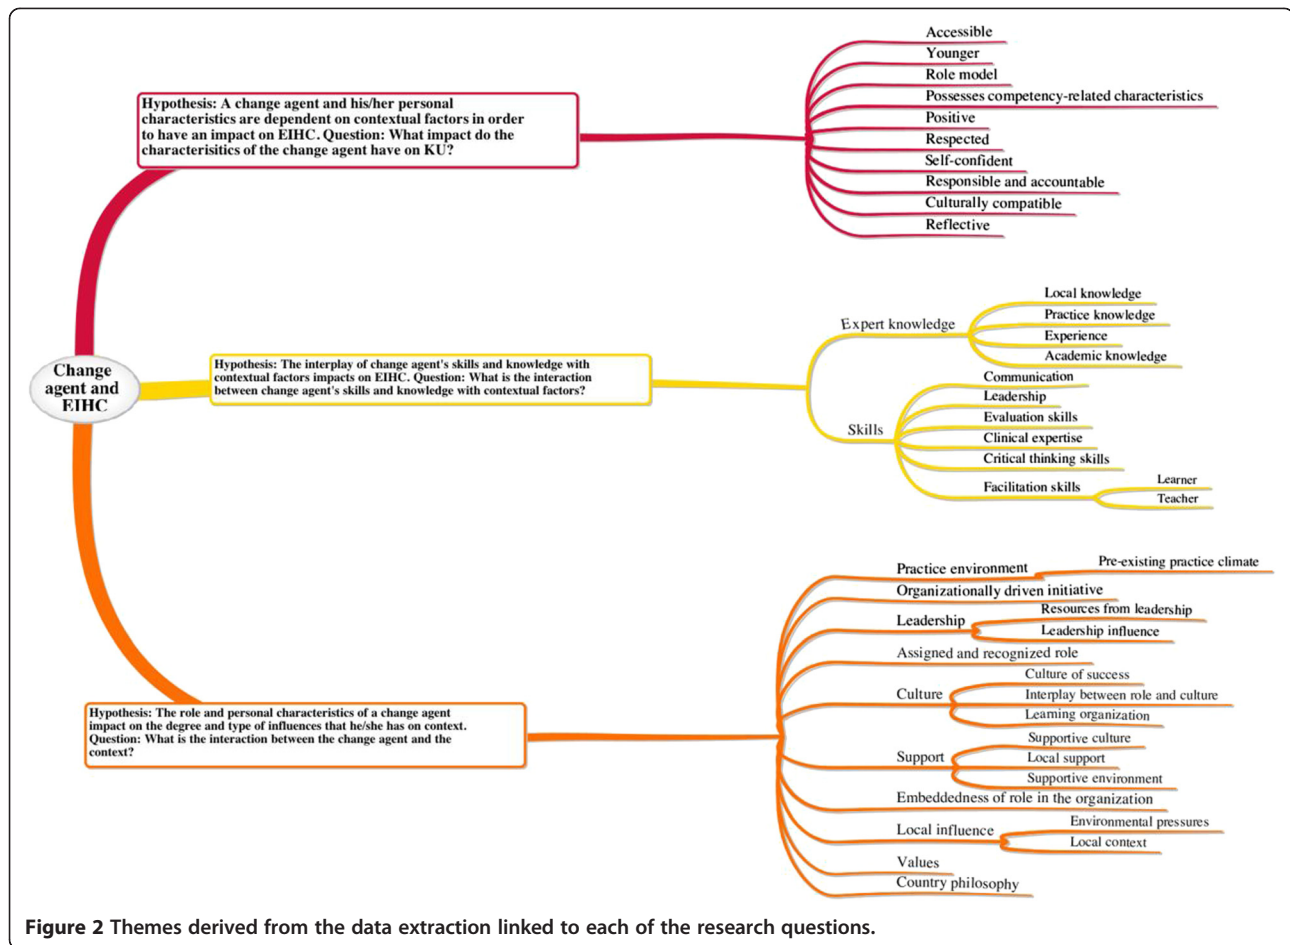 Change
agent and
EIHC
Hypothesis: A change agent and his/her personal
characteristics are dependent on contextual factors in order
to have an impact on EIHC. Question: What impact do the
characterisitics of the change agent have on KU?
Accessible
Younger
Role model
Possesses competency-related characteristics
Positive
Respected
Self-confident
Responsible and accountable
Culturally compatible
Reflective
Hypothesis: The interplay of change agent's skills and knowledge with
contextual factors impacts on EIHC. Question: What is the interaction
between change agent's skills and knowledge with contextual factors?
Expert knowledge
Local knowledge
Practice knowledge
Experience
Academic knowledge
Skills
Communication
Leadership
Evaluation skills
Clinical expertise
Critical thinking skills
Facilitation skills
Learner
Teacher
Hypothesis: The role and personal characteristics of a change agent
impact on the degree and type of influences that he/she has on context.
Question: What is the interaction between the change agent and the
context?
Practice environment
Pre-existing practice climate
Organizationally driven initiative
Leadership
Resources from leadership
Leadership influence
Assigned and recognized role
Culture
Culture of success
Interplay between role and culture
Learning organization
Support
Supportive culture
Local support
Supportive environment
Embeddedness of role in the organization
Local influence
Environmental pressures
Local context
Values
Country philosophy
Figure 2 Themes derived from the data extraction linked to each of the research questions.